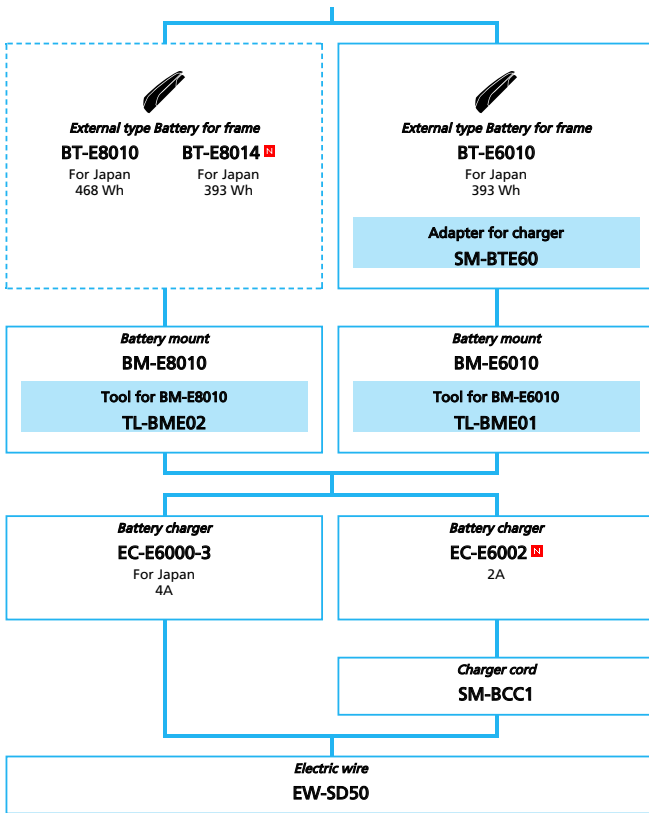 External type Battery for frame
BT-E8010
For Japan
468 Wh
BT-E8014 N
For Japan
393 Wh
External type Battery for frame
BT-E6010
For Japan
393 Wh
Adapter for charger
SM-BTE60
Battery mount
BM-E8010
Tool for BM-E8010
TL-BME02
Battery mount
BM-E6010
Tool for BM-E6010
TL-BME01
Battery charger
EC-E6000-3
For Japan
4A
Battery charger
EC-E6002 N
2A
Charger cord
SM-BCC1
Electric wire
EW-SD50